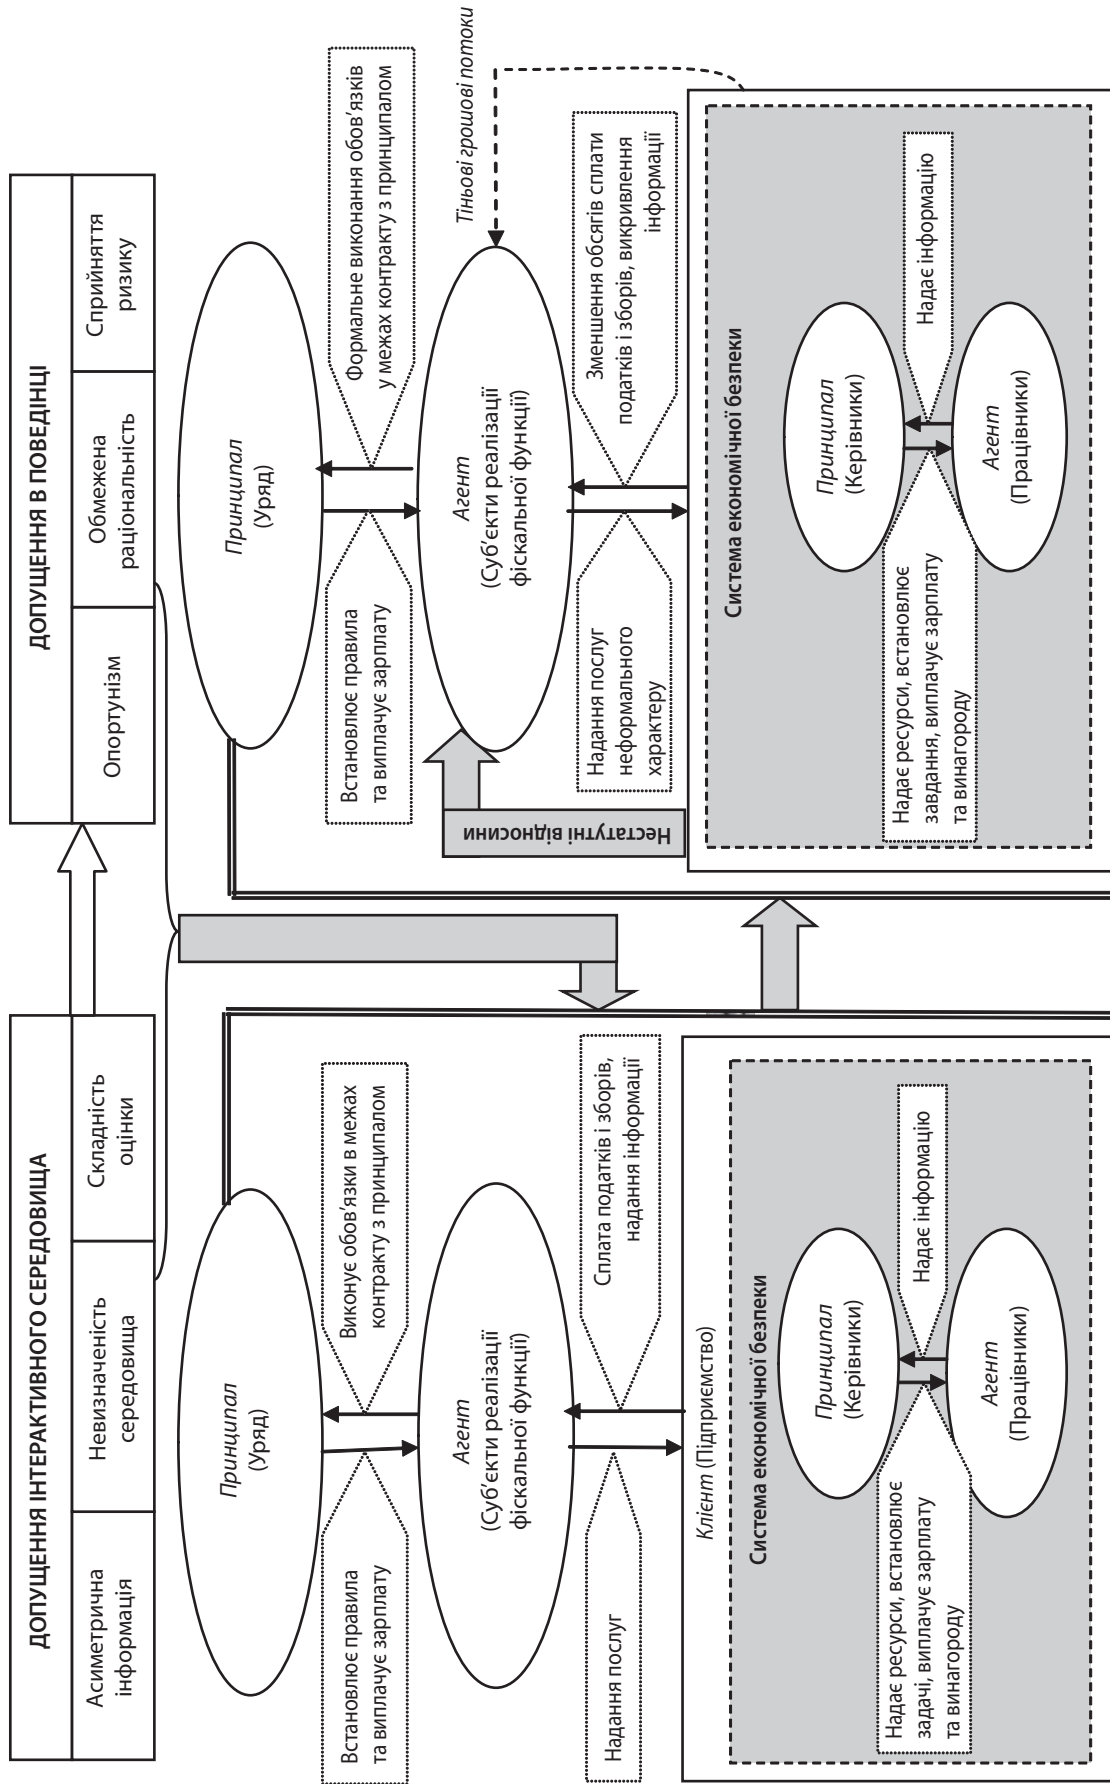 ДОПУЩЕННЯ ІНТЕРАКТИВНОГО СЕРЕДОВИЩА
Асиметрична
інформація
Невизначеність
середовища
Складність
оцінки
ДОПУЩЕННЯ В ПОВЕДІНЦІ
Опортунізм
Обмежена
раціональність
Сприйняття
ризику
Принципал
(Уряд)
Встановлює правила
та виплачує зарплату
Виконує обов’язки в межах
контракту з принципалом
Агент
(Суб’єкти реалізації
фіскальної функції)
Надання послуг
Сплата податків і зборів,
надання інформації
Клієнт (Підприємство)
Система економічної безпеки
Принципал
(Керівники)
Надає ресурси, встановлює
задачі, виплачує зарплату
та винагороду
Надає інформацію
Агент
(Працівники)
Принципал
(Уряд)
Встановлює правила
та виплачує зарплату
Формальне виконання обов’язків
у межах контракту з принципалом
Агент
(Суб’єкти реалізації
фіскальної функції)
Тіньові грошові потоки
Нестатутні відносини
Надання послуг
неформального
характеру
Зменшення обсягів сплати
податків і зборів, викривлення
інформації
Система економічної безпеки
Принципал
(Керівники)
Надає ресурси, встановлює
завдання, виплачує зарплату
та винагороду
Надає інформацію
Агент
(Працівники)